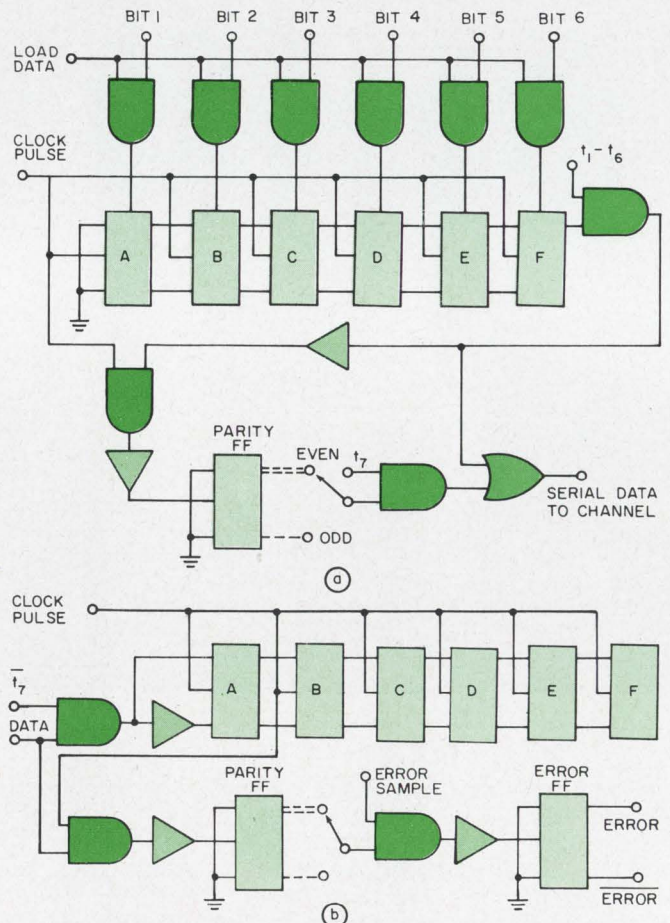 BIT 1 BIT 2 BIT 3 BIT 4 BIT 5 BIT 6
LOAD
DATA
CLOCK
PULSE
t₁ - t₆
A B C D E F
PARITY
FF
EVEN
t₇
ODD
SERIAL DATA
TO CHANNEL
a
CLOCK
PULSE
t̅₇
DATA
A B C D E F
PARITY
FF
ERROR
SAMPLE
ERROR
FF
ERROR
E̅R̅R̅O̅R̅
b